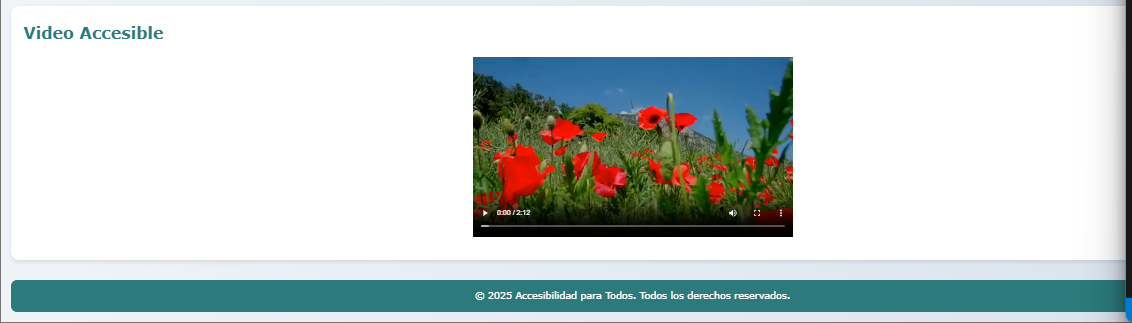 Video Accesible
0:00 / 2:12
© 2025 Accesibilidad para Todos. Todos los derechos reservados.